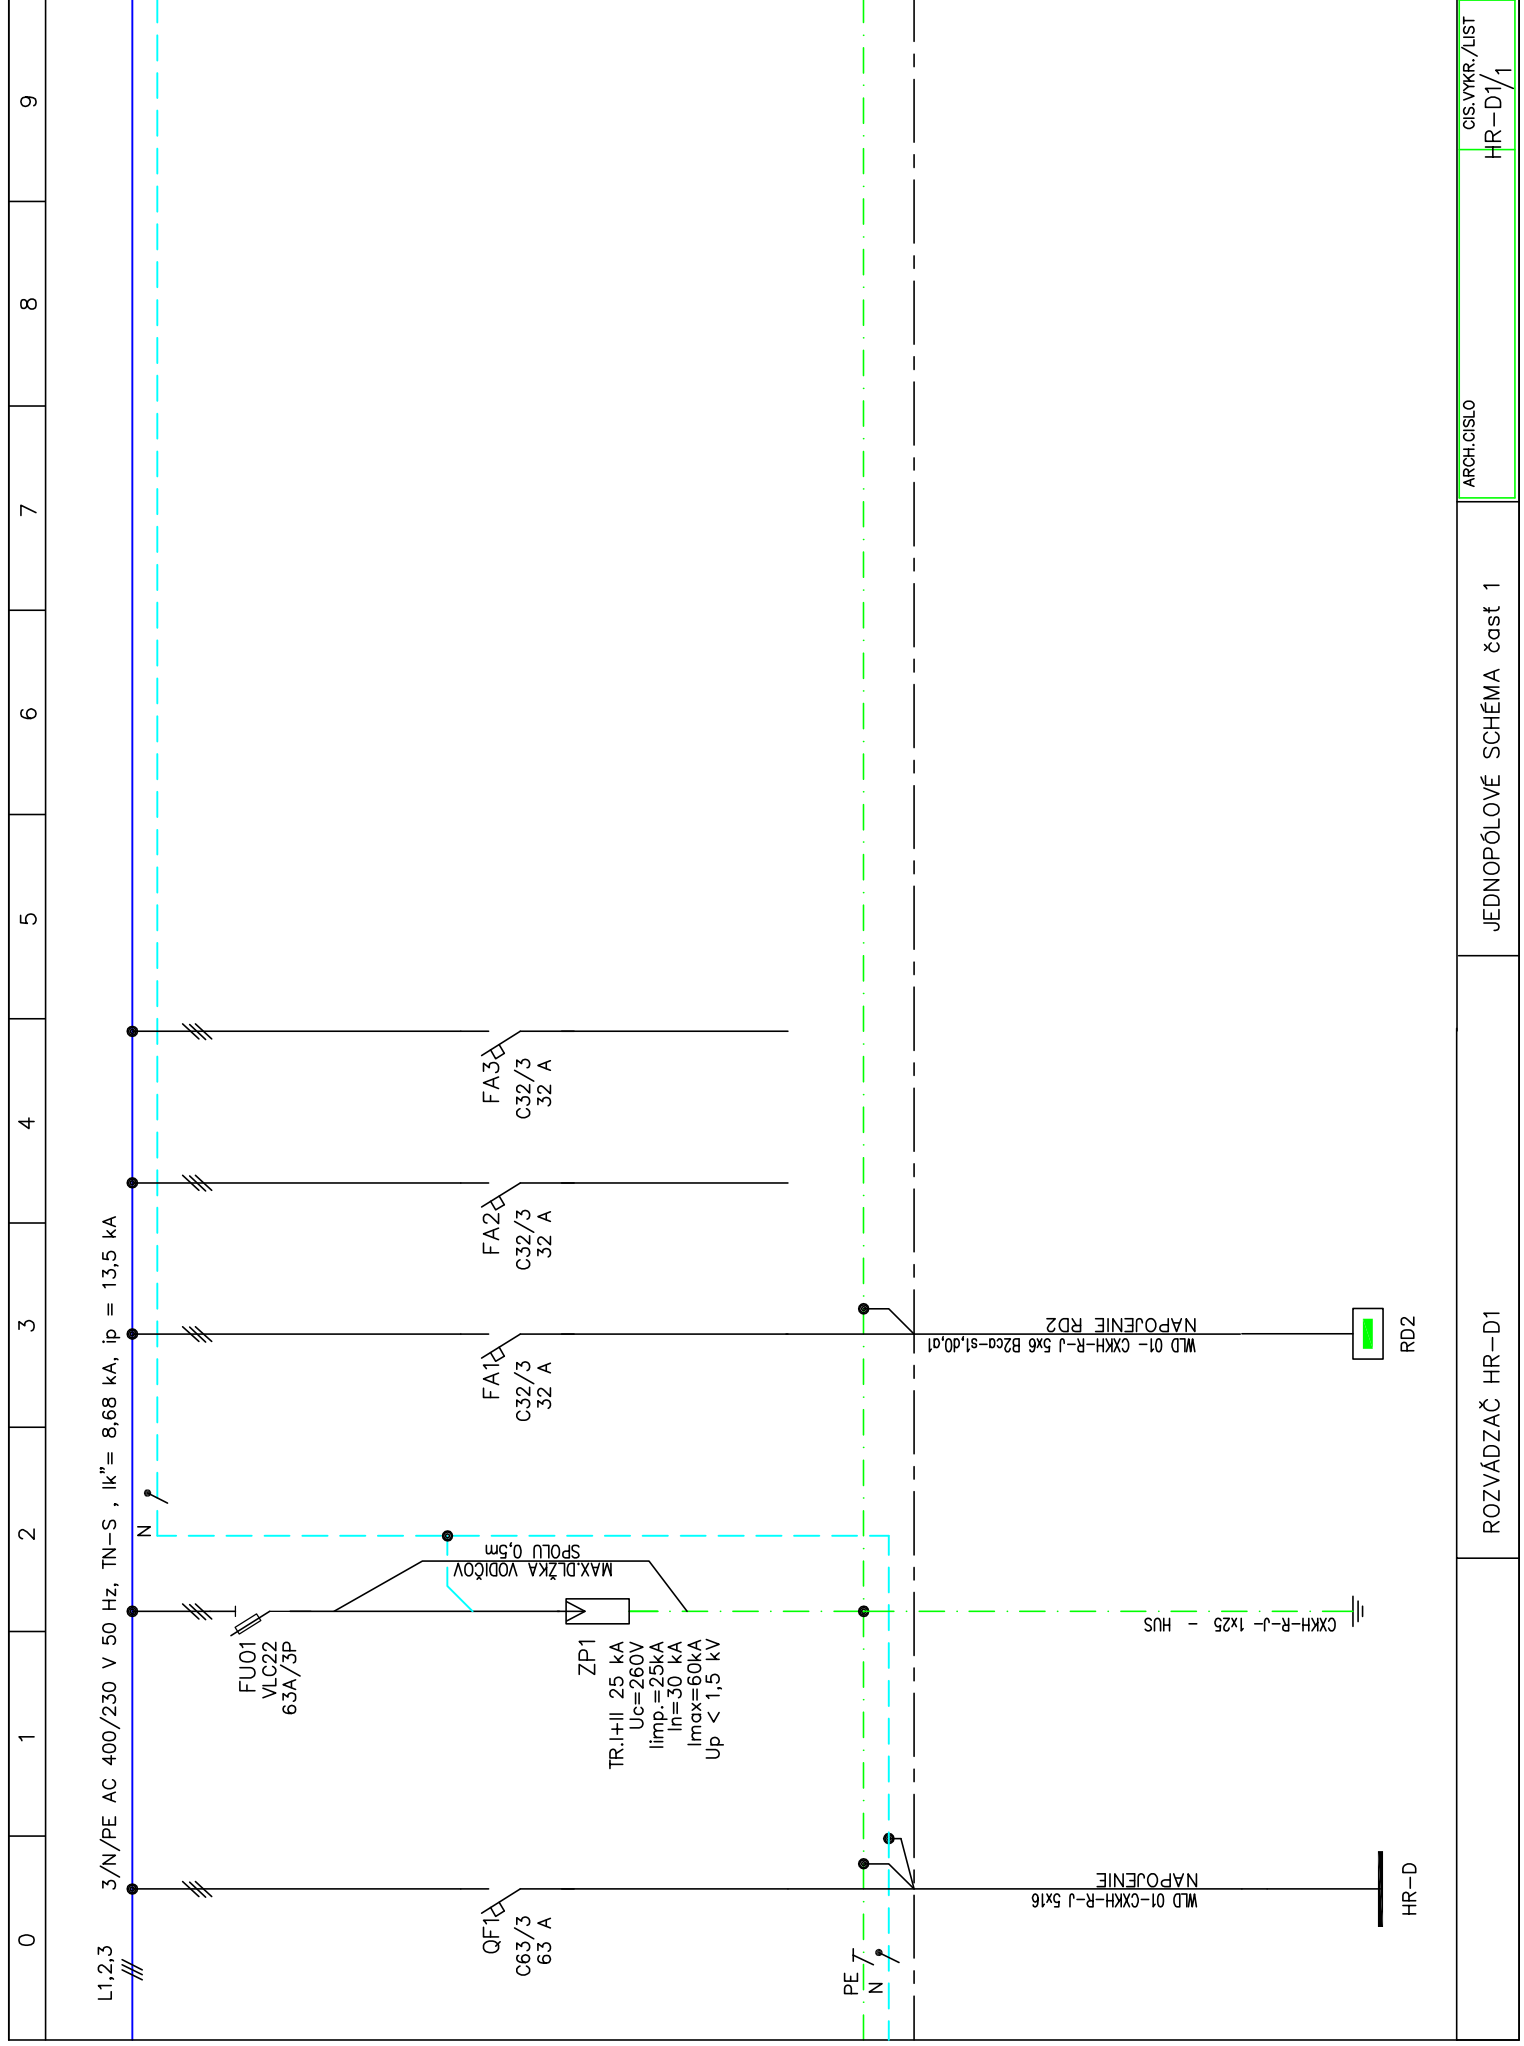 0
1
2
3
4
5
6
7
8
9
L1,2,3
3/N/PE AC 400/230 V 50 Hz, TN-S , Ik"= 8,68 kA, ip = 13,5 kA
N
QF1
C63/3
63 A
FU01
VLC22
63A/3P
MAX.DĹŽKA VODIČOV
SPOLU 0,5m
ZP1
TR.I+II 25 kA
Uc=260V
Iimp.=25kA
In=30 kA
Imax=60kA
Up < 1,5 kV
FA1
C32/3
32 A
FA2
C32/3
32 A
FA3
C32/3
32 A
PE
N
NAPOJENIE
WLD 01-CXKH-R-J 5x16
HR-D
CXKH-R-J- 1x25 - HUS
NAPOJENIE RD2
WLD 01- CXKH-R-J 5x6 B2ca-s1,d0,a1
RD2
ROZVÁDZAČ HR-D1
JEDNOPÓLOVÉ SCHÉMA časť 1
ARCH.CISLO
CIS.VYKR./LIST
HR-D1/1